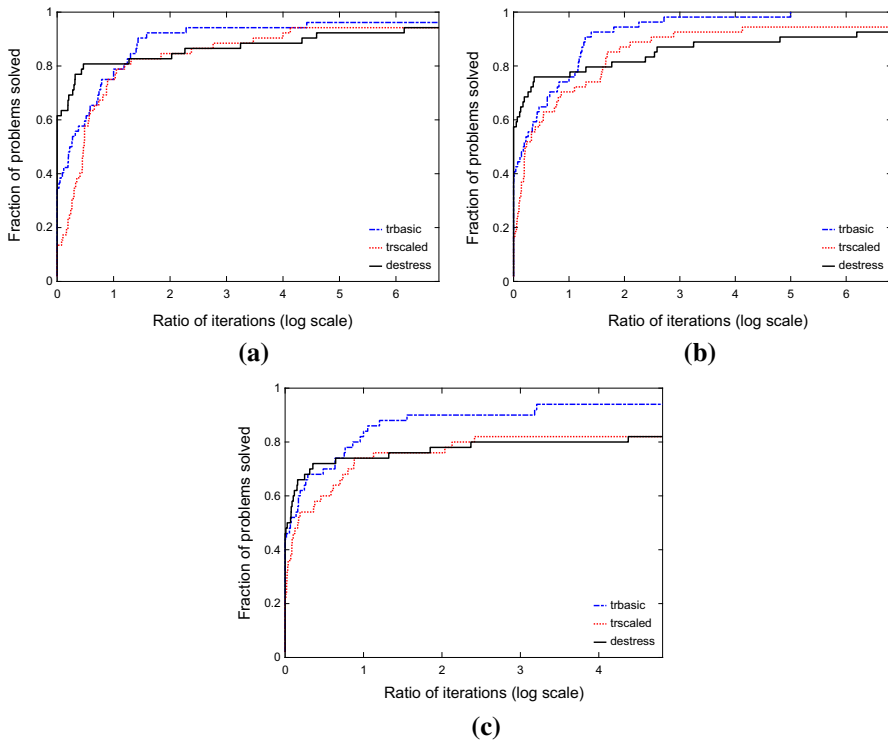 Fraction of problems solved
1
0.8
0.6
0.4
0.2
0
0 1 2 3 4 5 6
trbasic
trscaled
destress
Ratio of iterations (log scale)
(a)
Fraction of problems solved
1
0.8
0.6
0.4
0.2
0
0 1 2 3 4 5 6
trbasic
trscaled
destress
Ratio of iterations (log scale)
(b)
Fraction of problems solved
1
0.8
0.6
0.4
0.2
0
0 1 2 3 4
trbasic
trscaled
destress
Ratio of iterations (log scale)
(c)